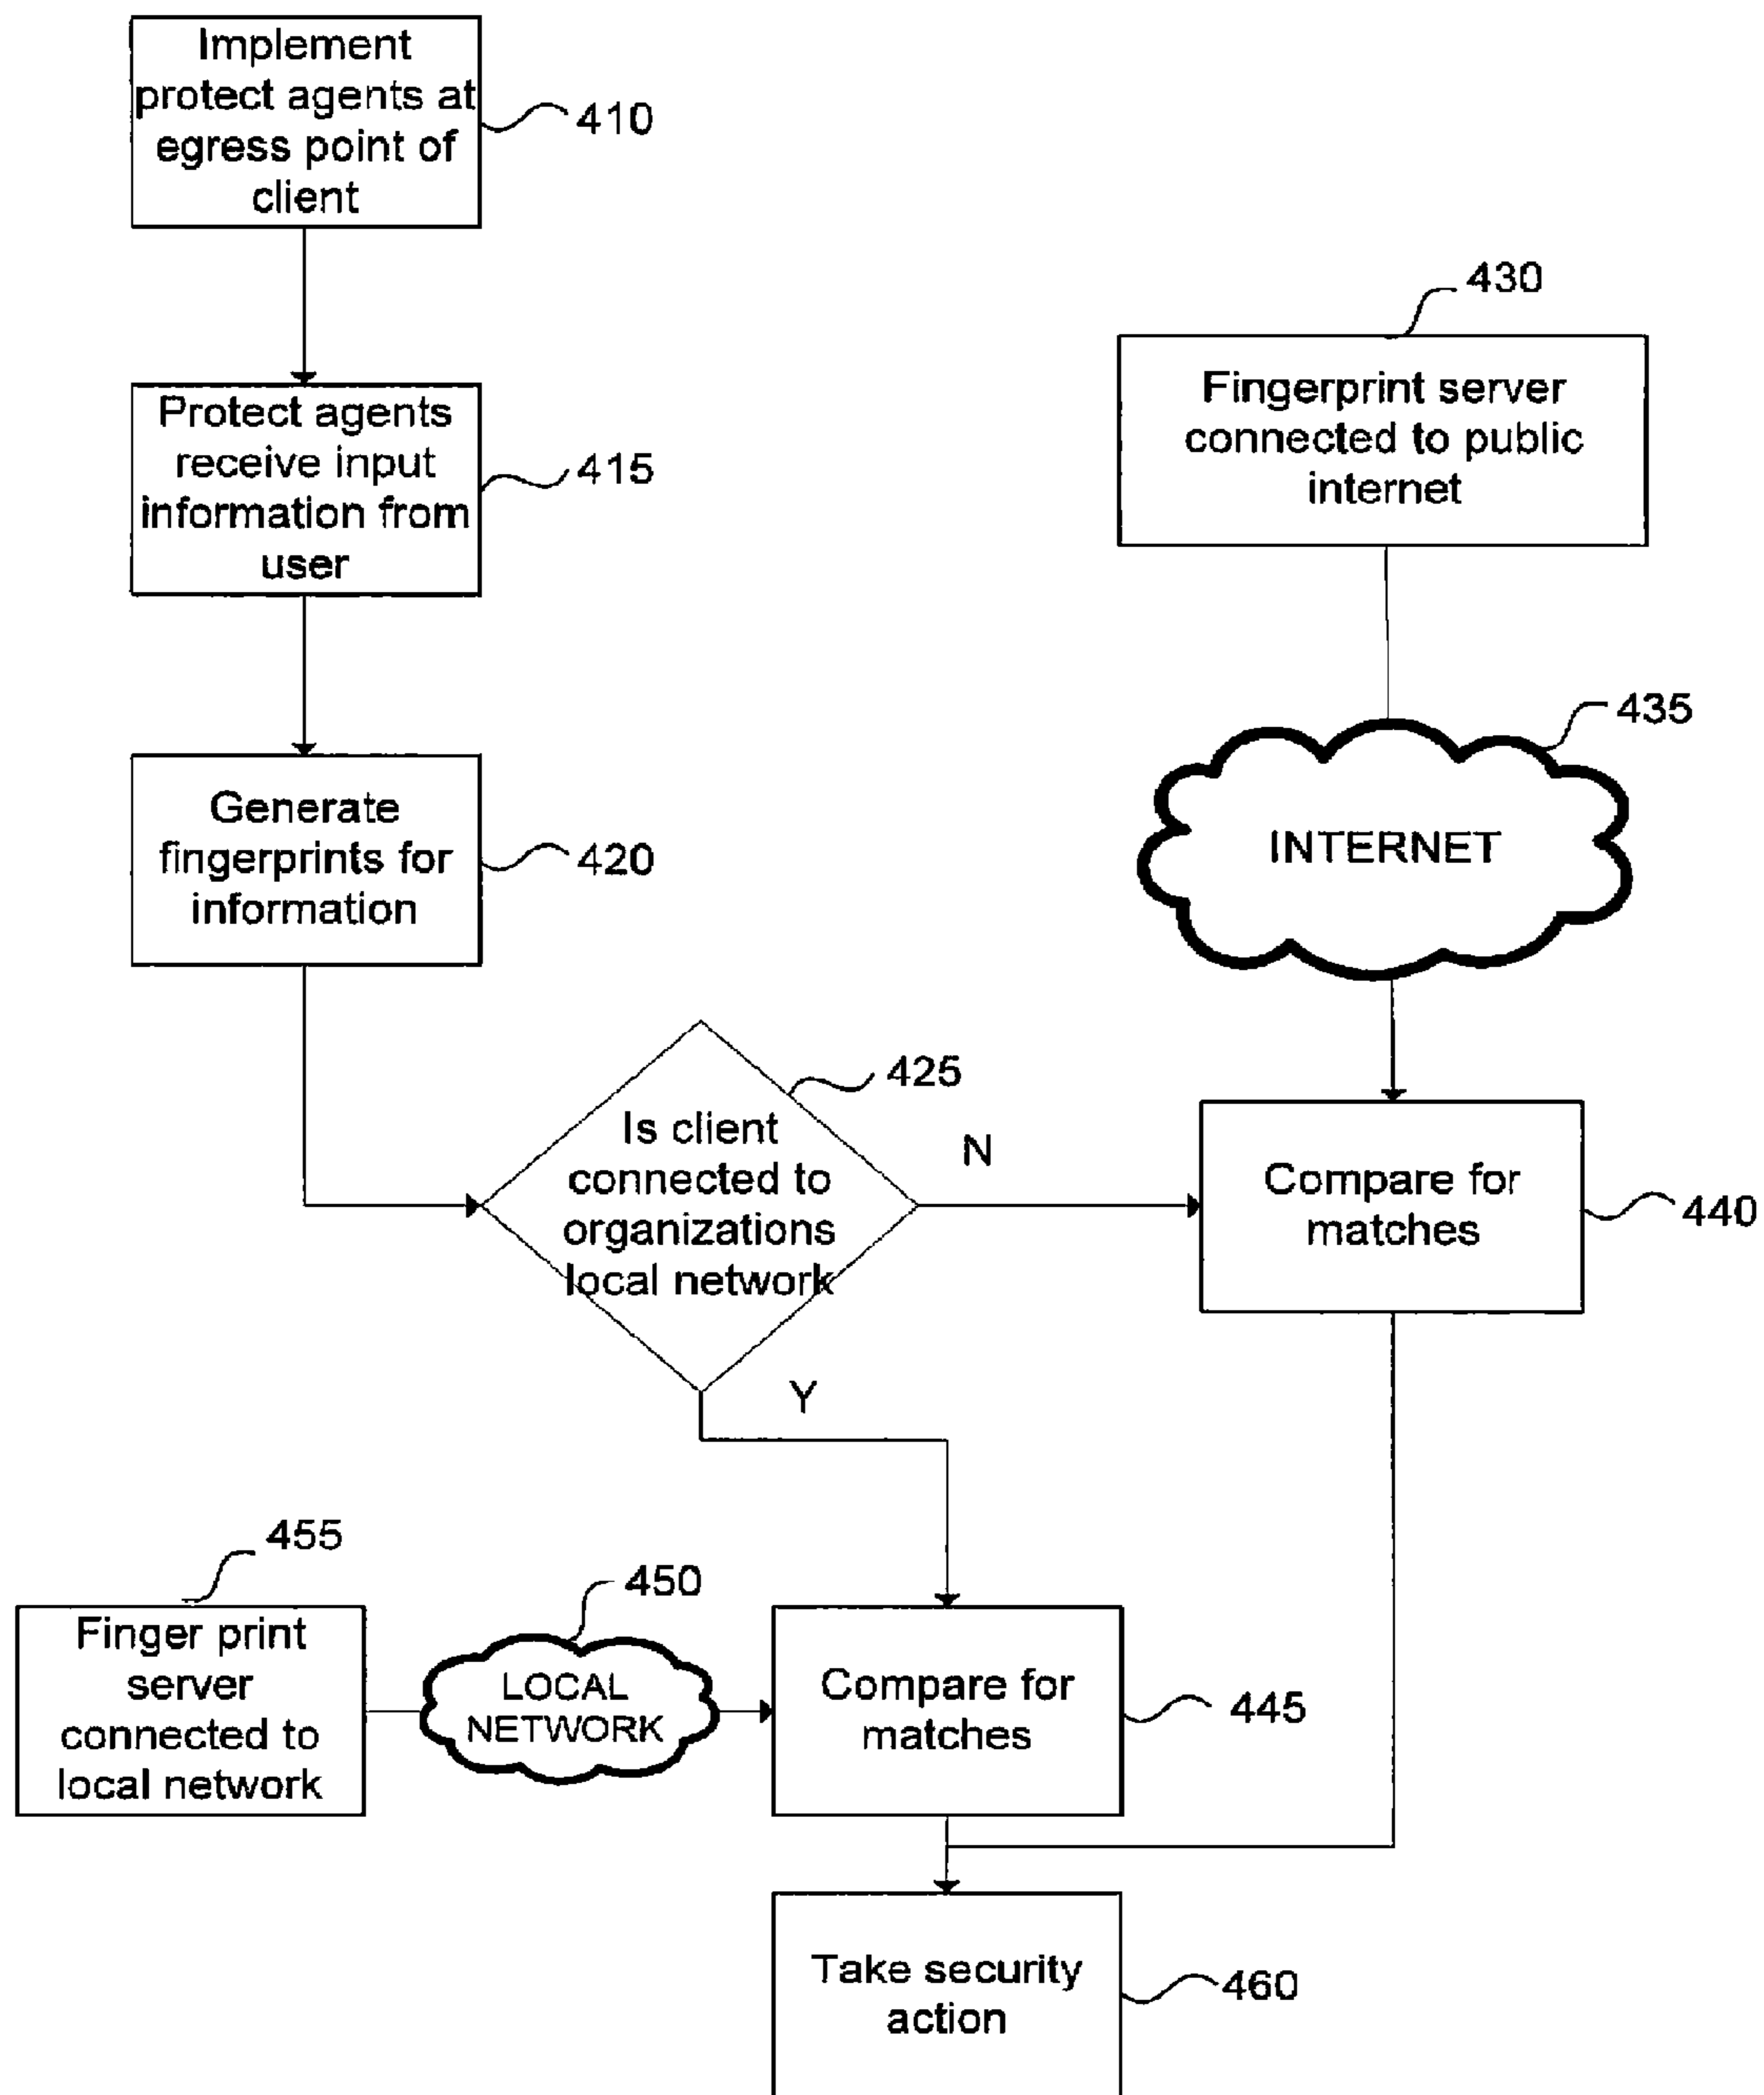 Implement
protect agents at
egress point of
client
410
Protect agents
receive input
information from
user
415
430
Fingerprint server
connected to public
internet
435
INTERNET
Generate
fingerprints for
information
420
425
Is client
connected to
organizations
local network
N
Y
Compare for
matches
440
455
Finger print
server
connected to
local network
450
LOCAL
NETWORK
Compare for
matches
445
Take security
action
460